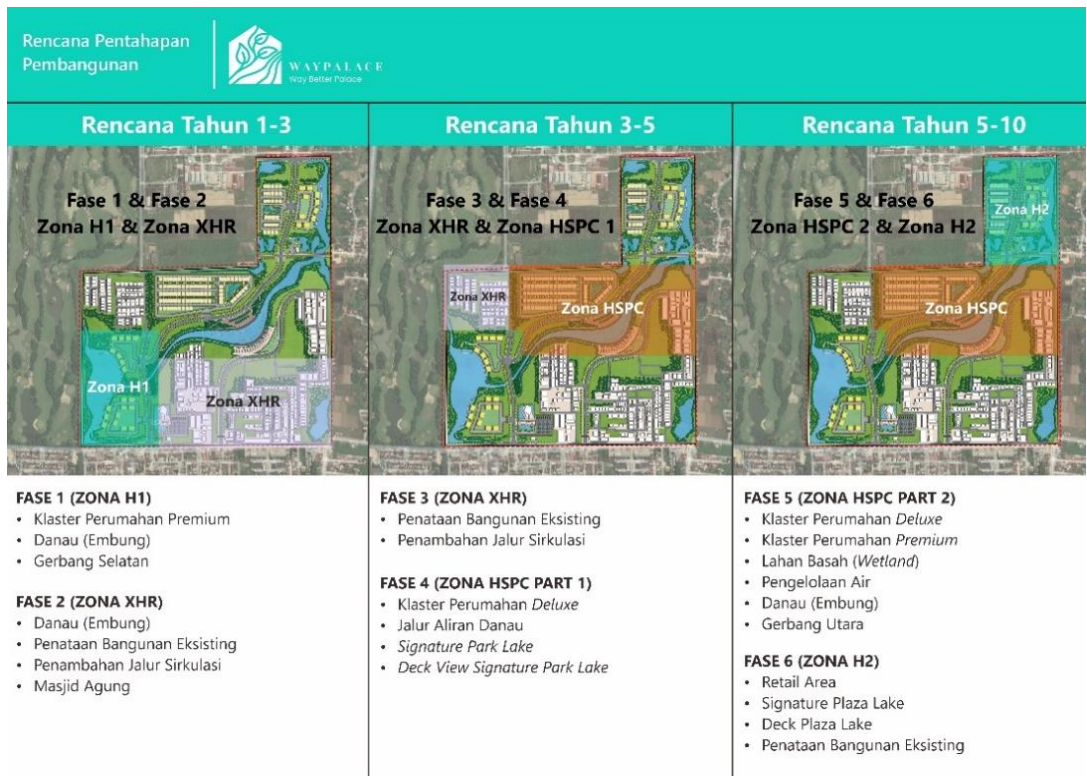 Rencana Pentahapan
Pembangunan
WAYPALACE
Way Better Palace
Rencana Tahun 1-3
Fase 1 & Fase 2
Zona H1 & Zona XHR
Zona H1
Zona XHR
FASE 1 (ZONA H1)
• Klaster Perumahan Premium
• Danau (Embung)
• Gerbang Selatan
FASE 2 (ZONA XHR)
• Danau (Embung)
• Penataan Bangunan Eksisting
• Penambahan Jalur Sirkulasi
• Masjid Agung
Rencana Tahun 3-5
Fase 3 & Fase 4
Zona XHR & Zona HSPC 1
Zona XHR
Zona HSPC
FASE 3 (ZONA XHR)
• Penataan Bangunan Eksisting
• Penambahan Jalur Sirkulasi
FASE 4 (ZONA HSPC PART 1)
• Klaster Perumahan Deluxe
• Jalur Aliran Danau
• Signature Park Lake
• Deck View Signature Park Lake
Rencana Tahun 5-10
Fase 5 & Fase 6
Zona HSPC 2 & Zona H2
Zona H2
Zona HSPC
FASE 5 (ZONA HSPC PART 2)
• Klaster Perumahan Deluxe
• Klaster Perumahan Premium
• Lahan Basah (Wetland)
• Pengelolaan Air
• Danau (Embung)
• Gerbang Utara
FASE 6 (ZONA H2)
• Retail Area
• Signature Plaza Lake
• Deck Plaza Lake
• Penataan Bangunan Eksisting